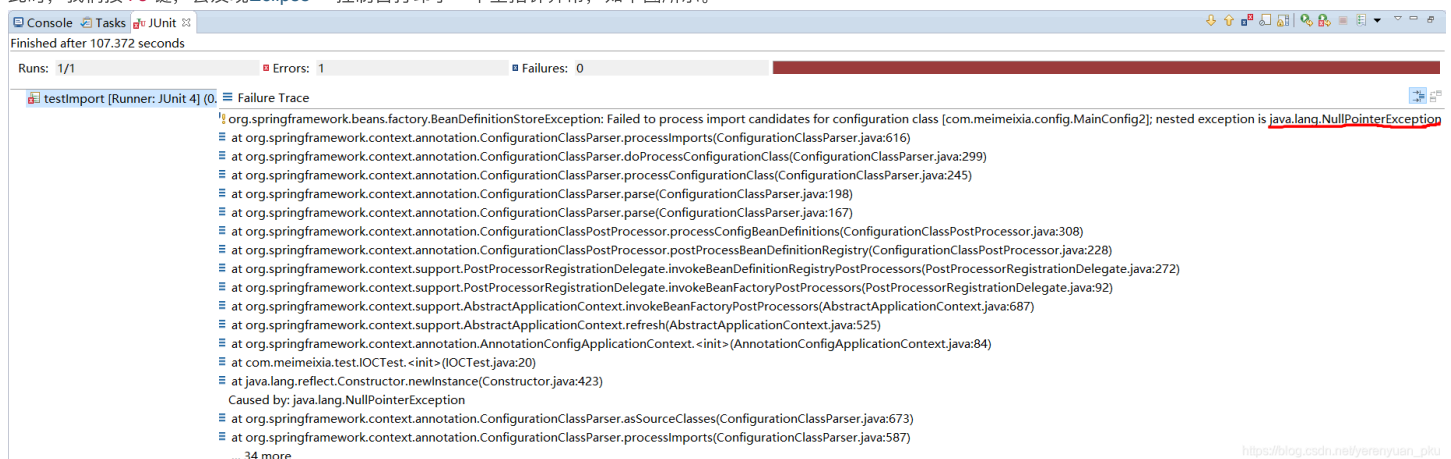 Console Tasks JUnit
Finished after 107.372 seconds
Runs: 1/1 Errors: 1 Failures: 0
testImport [Runner: JUnit 4] (0. Failure Trace
org.springframework.beans.factory.BeanDefinitionStoreException: Failed to process import candidates for configuration class [com.meimeixia.config.MainConfig2]; nested exception is java.lang.NullPointerException
at org.springframework.context.annotation.ConfigurationClassParser.processImports(ConfigurationClassParser.java:616)
at org.springframework.context.annotation.ConfigurationClassParser.doProcessConfigurationClass(ConfigurationClassParser.java:299)
at org.springframework.context.annotation.ConfigurationClassParser.processConfigurationClass(ConfigurationClassParser.java:245)
at org.springframework.context.annotation.ConfigurationClassParser.parse(ConfigurationClassParser.java:198)
at org.springframework.context.annotation.ConfigurationClassParser.parse(ConfigurationClassParser.java:167)
at org.springframework.context.annotation.ConfigurationClassPostProcessor.processConfigBeanDefinitions(ConfigurationClassPostProcessor.java:308)
at org.springframework.context.annotation.ConfigurationClassPostProcessor.postProcessBeanDefinitionRegistry(ConfigurationClassPostProcessor.java:228)
at org.springframework.context.support.PostProcessorRegistrationDelegate.invokeBeanDefinitionRegistryPostProcessors(PostProcessorRegistrationDelegate.java:272)
at org.springframework.context.support.PostProcessorRegistrationDelegate.invokeBeanFactoryPostProcessors(PostProcessorRegistrationDelegate.java:92)
at org.springframework.context.support.AbstractApplicationContext.invokeBeanFactoryPostProcessors(AbstractApplicationContext.java:687)
at org.springframework.context.support.AbstractApplicationContext.refresh(AbstractApplicationContext.java:525)
at org.springframework.context.annotation.AnnotationConfigApplicationContext.<init>(AnnotationConfigApplicationContext.java:84)
at com.meimeixia.test.IOCTest.<init>(IOCTest.java:20)
at java.lang.reflect.Constructor.newInstance(Constructor.java:423)
Caused by: java.lang.NullPointerException
at org.springframework.context.annotation.ConfigurationClassParser.asSourceClasses(ConfigurationClassParser.java:673)
at org.springframework.context.annotation.ConfigurationClassParser.processImports(ConfigurationClassParser.java:587)
... 34 more
https://blog.csdn.net/yerenyuan_pku